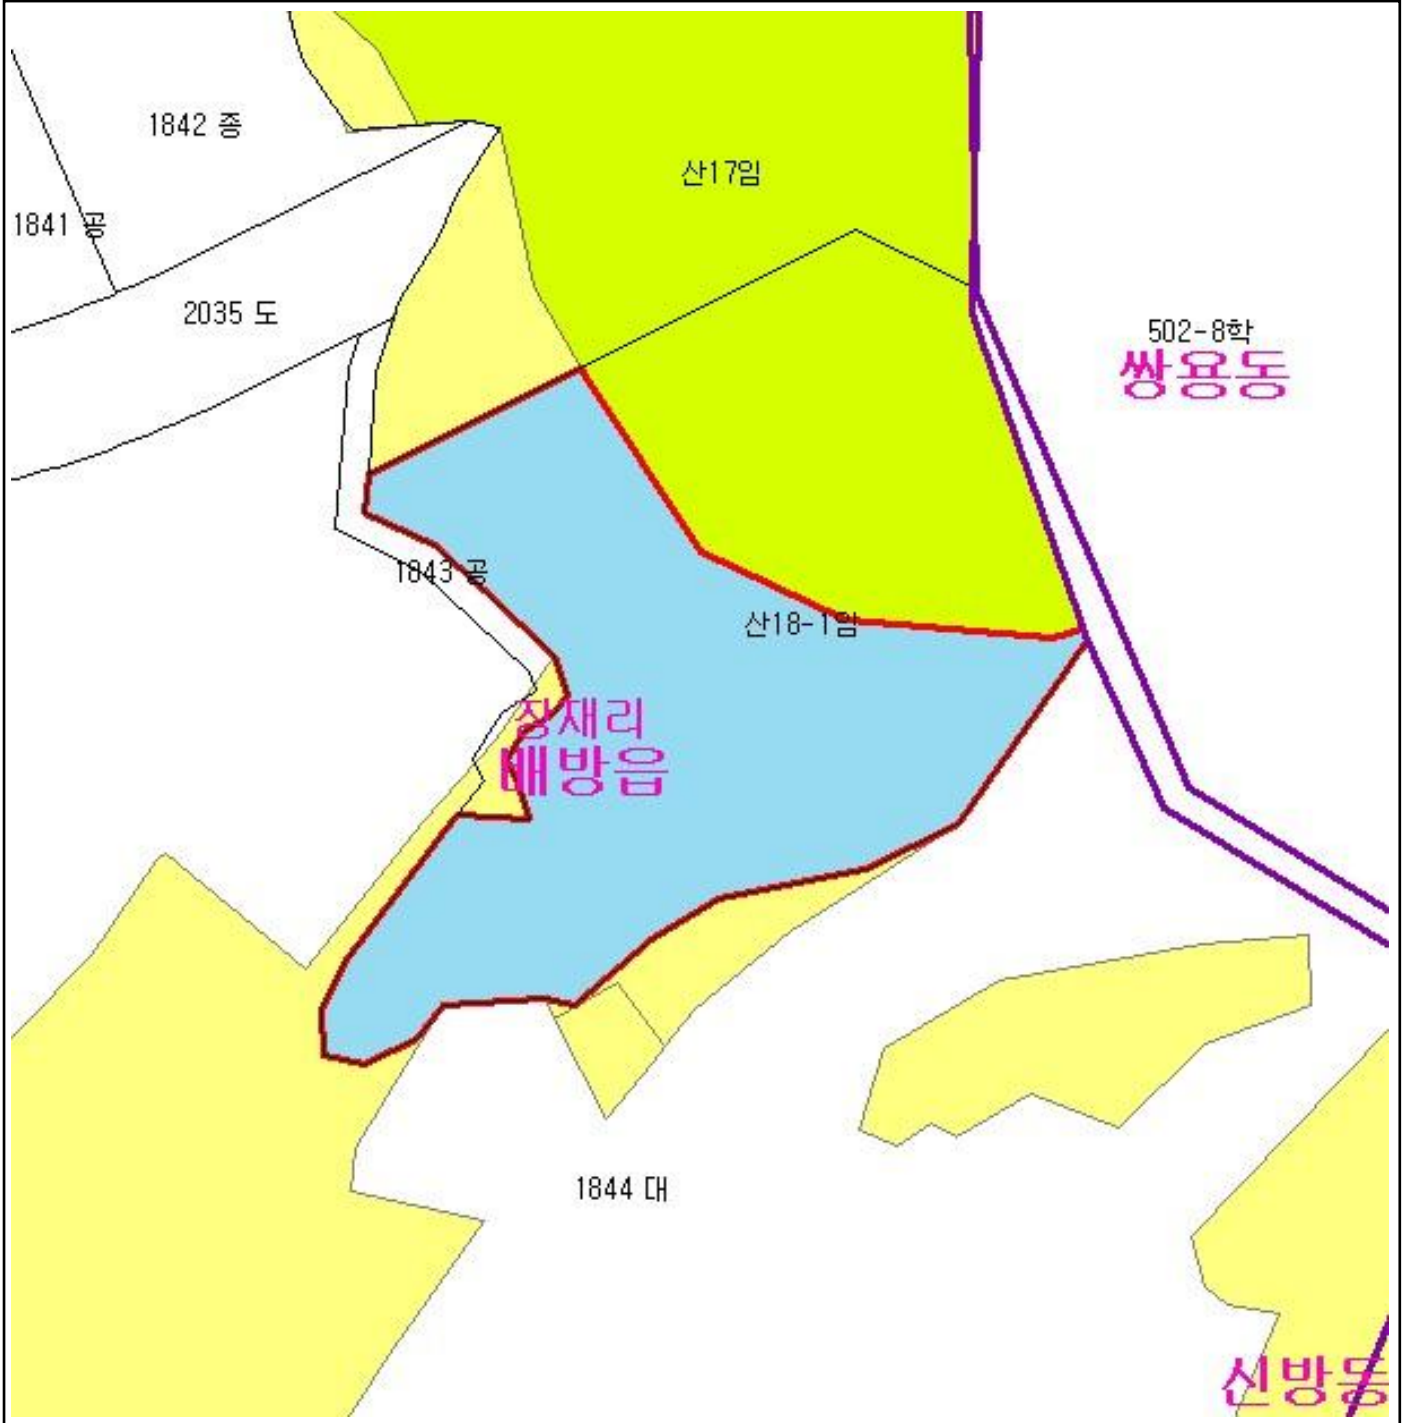 1842 종
산17임
1841 공
2035 도
502-8학
쌍용동
1843 공
산18-1임
장재리
배방읍
1844 대
신방동